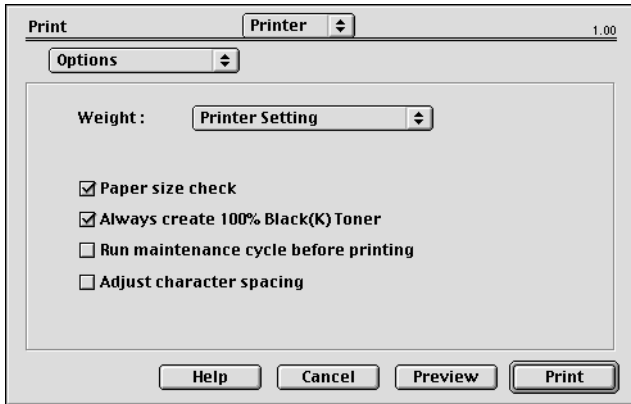 Print Printer 1.00
Options
Weight: Printer Setting
Paper size check
Always create 100% Black(K) Toner
Run maintenance cycle before printing
Adjust character spacing
Help Cancel Preview Print